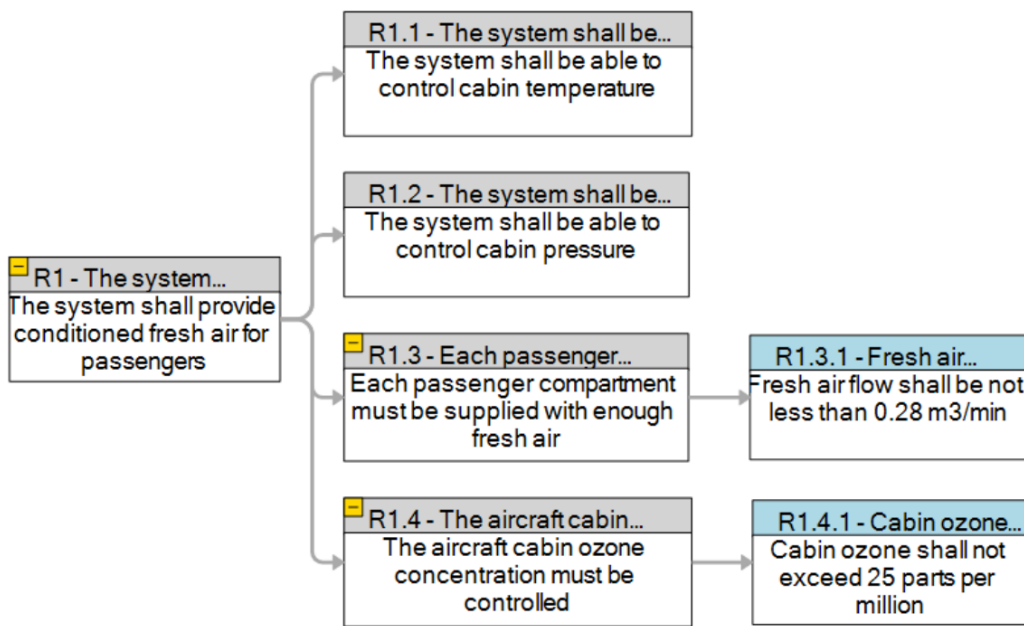 R1.1 - The system shall be...
The system shall be able to
control cabin temperature
R1.2 - The system shall be...
The system shall be able to
control cabin pressure
R1 - The system...
The system shall provide
conditioned fresh air for
passengers
R1.3 - Each passenger...
Each passenger compartment
must be supplied with enough
fresh air
R1.3.1 - Fresh air...
Fresh air flow shall be not
less than 0.28 m3/min
R1.4 - The aircraft cabin...
The aircraft cabin ozone
concentration must be
controlled
R1.4.1 - Cabin ozone...
Cabin ozone shall not
exceed 25 parts per
million